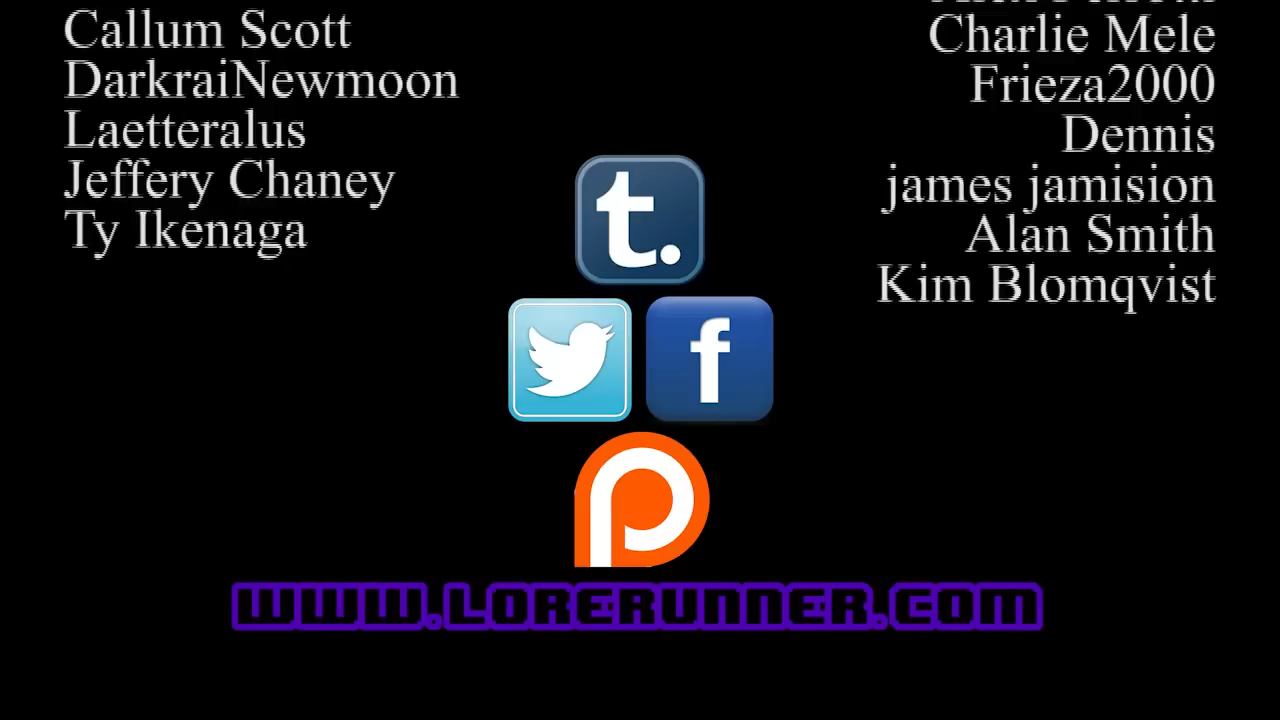 Callum Scott
DarkraiNewmoon
Laetteralus
Jeffery Chaney
Ty Ikenaga
Charlie Mele
Frieza2000
Dennis
james jamision
Alan Smith
Kim Blomqvist
t.
f
WWW.LORERUNNER.COM